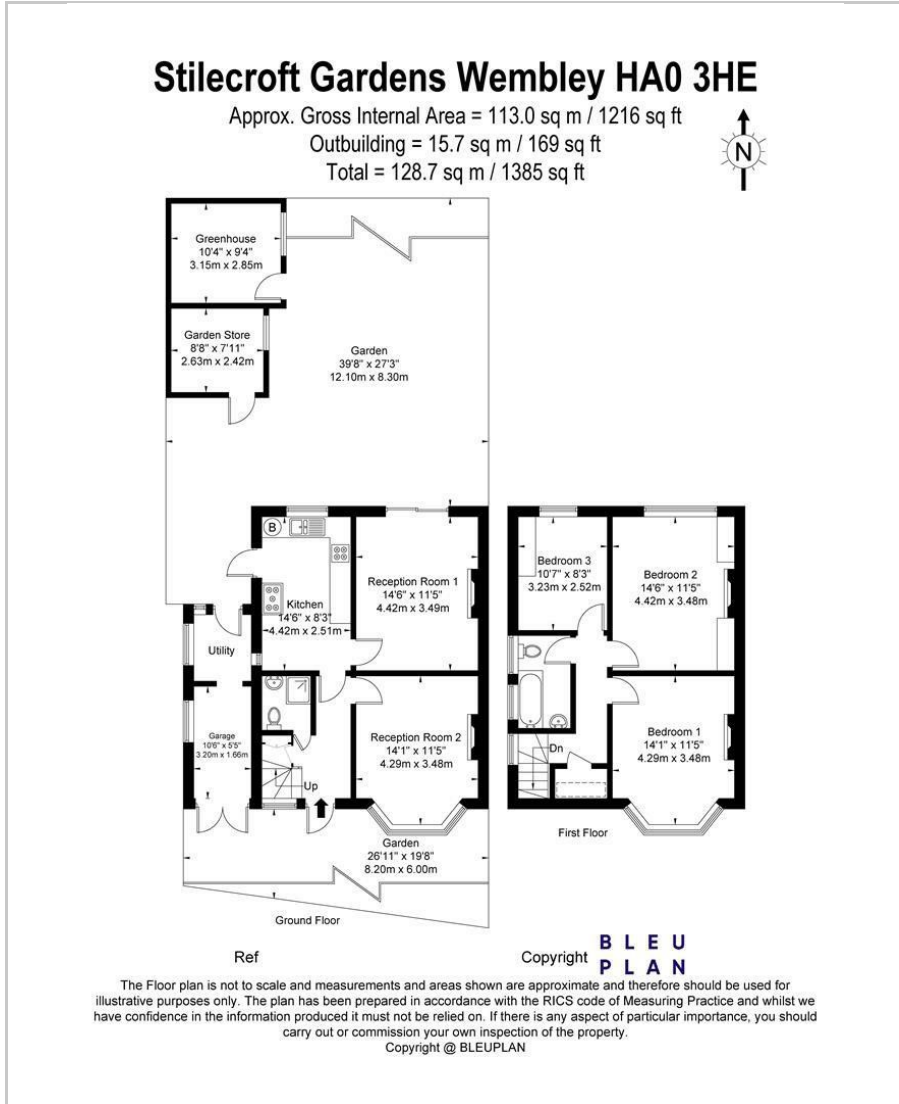 Stilecroft Gardens Wembley HA0 3HE
Approx. Gross Internal Area = 113.0 sq m / 1216 sq ft
Outbuilding = 15.7 sq m / 169 sq ft
Total = 128.7 sq m / 1385 sq ft
N
Greenhouse
10'4" x 9'4"
3.15m x 2.85m
Garden Store
8'8" x 7'11"
2.63m x 2.42m
Garden
39'8" x 27'3"
12.10m x 8.30m
B
Kitchen
14'6" x 8'3"
4.42m x 2.51m
Reception Room 1
14'6" x 11'5"
4.42m x 3.49m
Utility
Garage
10'6" x 5'5"
3.20m x 1.66m
Up
Reception Room 2
14'1" x 11'5"
4.29m x 3.48m
Garden
26'11" x 19'8"
8.20m x 6.00m
Ground Floor
Bedroom 3
10'7" x 8'3"
3.23m x 2.52m
Bedroom 2
14'6" x 11'5"
4.42m x 3.48m
Dn
Bedroom 1
14'1" x 11'5"
4.29m x 3.48m
First Floor
Ref
Copyright
BLEU
PLAN
The Floor plan is not to scale and measurements and areas shown are approximate and therefore should be used for
illustrative purposes only. The plan has been prepared in accordance with the RICS code of Measuring Practice and whilst we
have confidence in the information produced it must not be relied on. If there is any aspect of particular importance, you should
carry out or commission your own inspection of the property.
Copyright @ BLEUPLAN